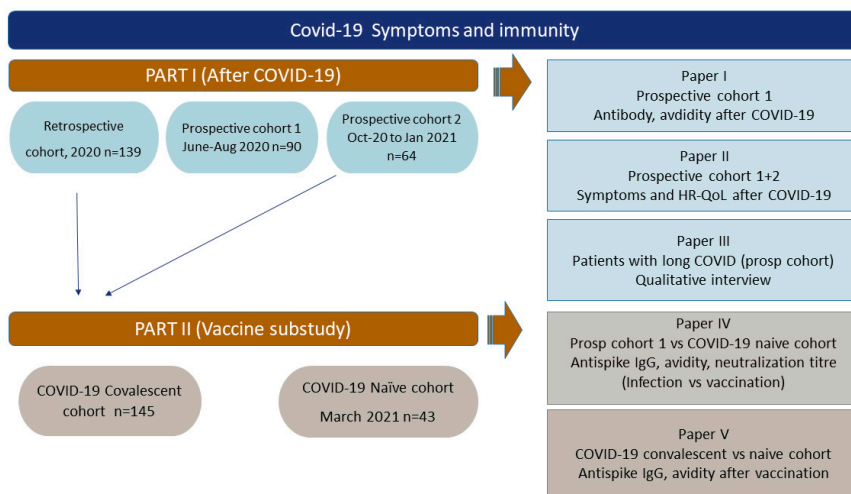 Covid-19 Symptoms and immunity
PART I (After COVID-19)
Retrospective
cohort, 2020 n=139
Prospective cohort 1
June-Aug 2020 n=90
Prospective cohort 2
Oct-20 to Jan 2021
n=64
PART II (Vaccine substudy)
COVID-19 Covalescent
cohort n=145
COVID-19 Naïve cohort
March 2021 n=43
Paper I
Prospective cohort 1
Antibody, avdidity after COVID-19
Paper II
Prospective cohort 1+2
Symptoms and HR-QoL after COVID-19
Paper III
Patients with long COVID (prosp cohort)
Qualitative interview
Paper IV
Prosp cohort 1 vs COVID-19 naive cohort
Antispike IgG, avidity, neutralization titre
(Infection vs vaccination)
Paper V
COVID-19 convalescent vs naive cohort
Antispike IgG, avidity after vaccination